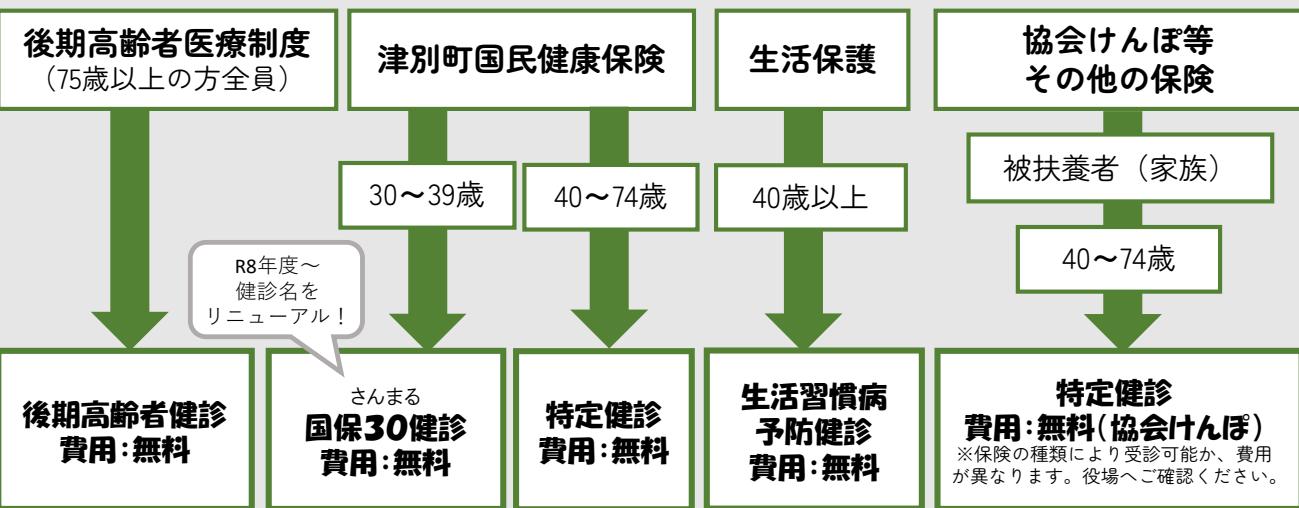 後期高齢者医療制度
（75歳以上の方全員）
津別町国民健康保険
生活保護
協会けんぽ等
その他の保険
被扶養者（家族）
30～39歳
40～74歳
40歳以上
40～74歳
R8年度～
健診名を
リニューアル！
後期高齢者健診
費用：無料
さんまる
国保30健診
費用：無料
特定健診
費用：無料
生活習慣病
予防健診
費用：無料
特定健診
費用：無料（協会けんぽ）
※保険の種類により受診可能か、費用
が異なります。役場へご確認ください。